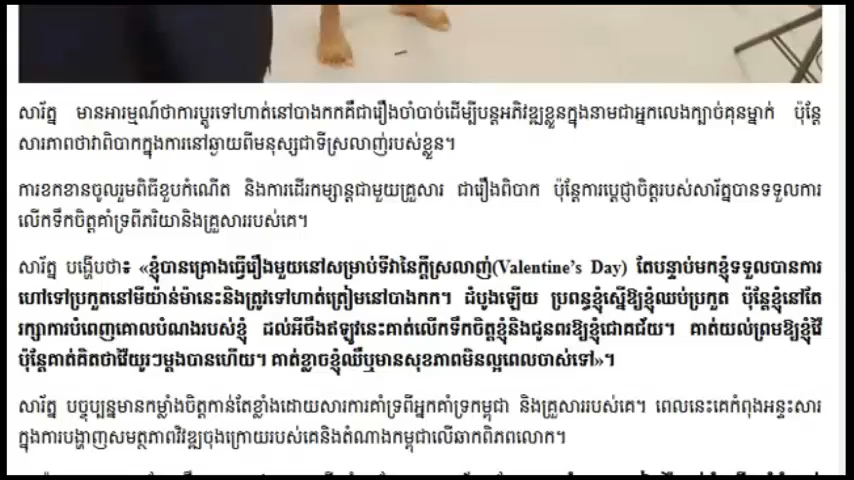 សារ័ត្ន មានអារម្មណ៍ថាការប្តូរទៅហាត់នៅបាងកកគឺជារឿងចាំបាច់ដើម្បីបន្តអភិវឌ្ឍខ្លួនក្នុងនាមជាអ្នកលេងក្បាច់គុនម្នាក់ ប៉ុន្តែ
សារភាពថាវាពិបាកក្នុងការនៅឆ្ងាយពីមនុស្សជាទីស្រលាញ់របស់ខ្លួន។
ការខកខានចូលរួមពិធីខួបកំណើត និងការដើរកម្សាន្តជាមួយគ្រួសារ ជារឿងពិបាក ប៉ុន្តែការប្តេជ្ញាចិត្តរបស់សារ័ត្នបានទទួលការ
លើកទឹកចិត្តគាំទ្រពីភរិយានិងគ្រួសាររបស់គេ។
សារ័ត្ន បង្ហើបថា៖ «ខ្ញុំបានគ្រោងធ្វើរឿងមួយនៅសម្រាប់ទិវានៃក្តីស្រលាញ់(Valentine’s Day) តែបន្ទាប់មកខ្ញុំទទួលបានការ
ហៅទៅប្រកួតនៅមីយ៉ាន់ម៉ានេះនិងត្រូវទៅហាត់ត្រៀមនៅបាងកក។ ដំបូងឡើយ ប្រពន្ធខ្ញុំស្នើឱ្យខ្ញុំឈប់ប្រកួត ប៉ុន្តែខ្ញុំនៅតែ
រក្សាការបំពេញគោលបំណងរបស់ខ្ញុំ ដល់អីចឹងឥឡូវនេះគាត់លើកទឹកចិត្តខ្ញុំនិងជូនពរឱ្យខ្ញុំជោគជ័យ។ គាត់យល់ព្រមឱ្យខ្ញុំវ៉ៃ
ប៉ុន្តែគាត់គិតថាវ៉ៃយូរៗម្តងបានហើយ។ គាត់ខ្លាចខ្ញុំឈឺឬមានសុខភាពមិនល្អពេលចាស់ទៅ»។
សារ័ត្ន បច្ចុប្បន្នមានកម្លាំងចិត្តកាន់តែខ្លាំងដោយសារការគាំទ្រពីអ្នកគាំទ្រកម្ពុជា និងគ្រួសាររបស់គេ។ ពេលនេះគេកំពុងអន្ទះសារ
ក្នុងការបង្ហាញសមត្ថភាពវិវឌ្ឍចុងក្រោយរបស់គេនិងតំណាងកម្ពុជាលើឆាកពិភពលោក។